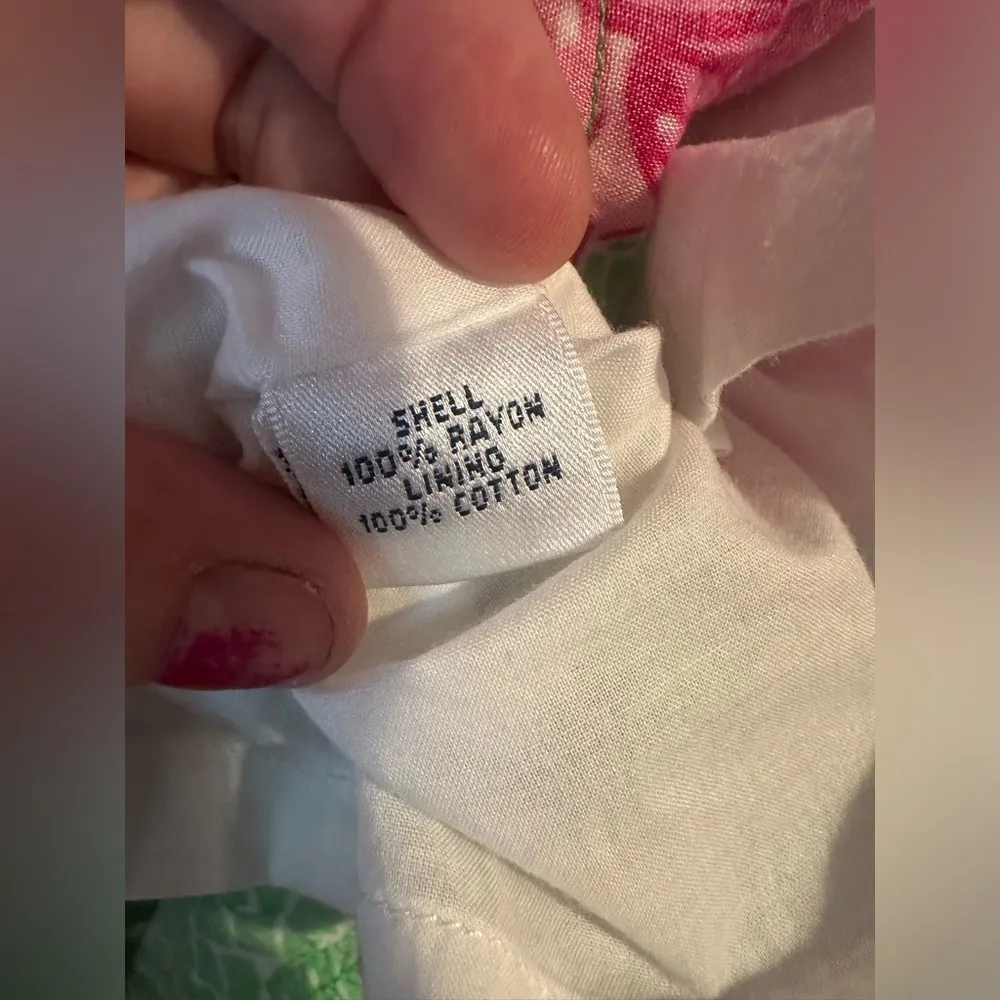 SHELL
100% RAYON
LINING
100% COTTON